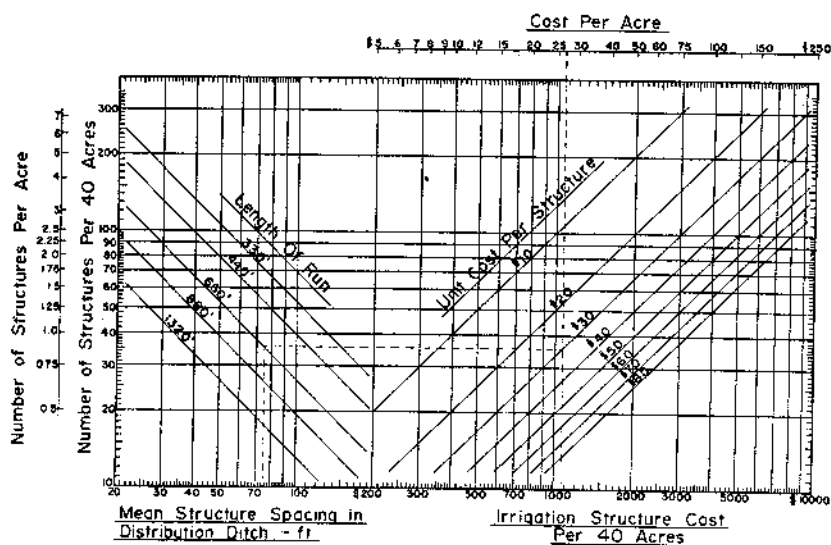 Cost Per Acre
$5 6 7 8 9 10 12 15 20 25 30 40 50 60 75 100 150 $250
Number of Structures Per Acre
7 6 5 4 3 2.5 2.25 2.0 1.75 1.5 1.25 1.0 0.75 0.5
Number of Structures Per 40 Acres
300 200 100 90 80 70 60 50 40 30 20 10
Length Of Run
330'
440'
660'
880'
1320'
Unit Cost Per Structure
$10
$20
$30
$40
$50
$60
$70
$80
20 30 40 50 70 100 $200 300 500 700 1000 2000 5000 $10000
Mean Structure Spacing in
Distribution Ditch - ft
Irrigation Structure Cost
Per 40 Acres